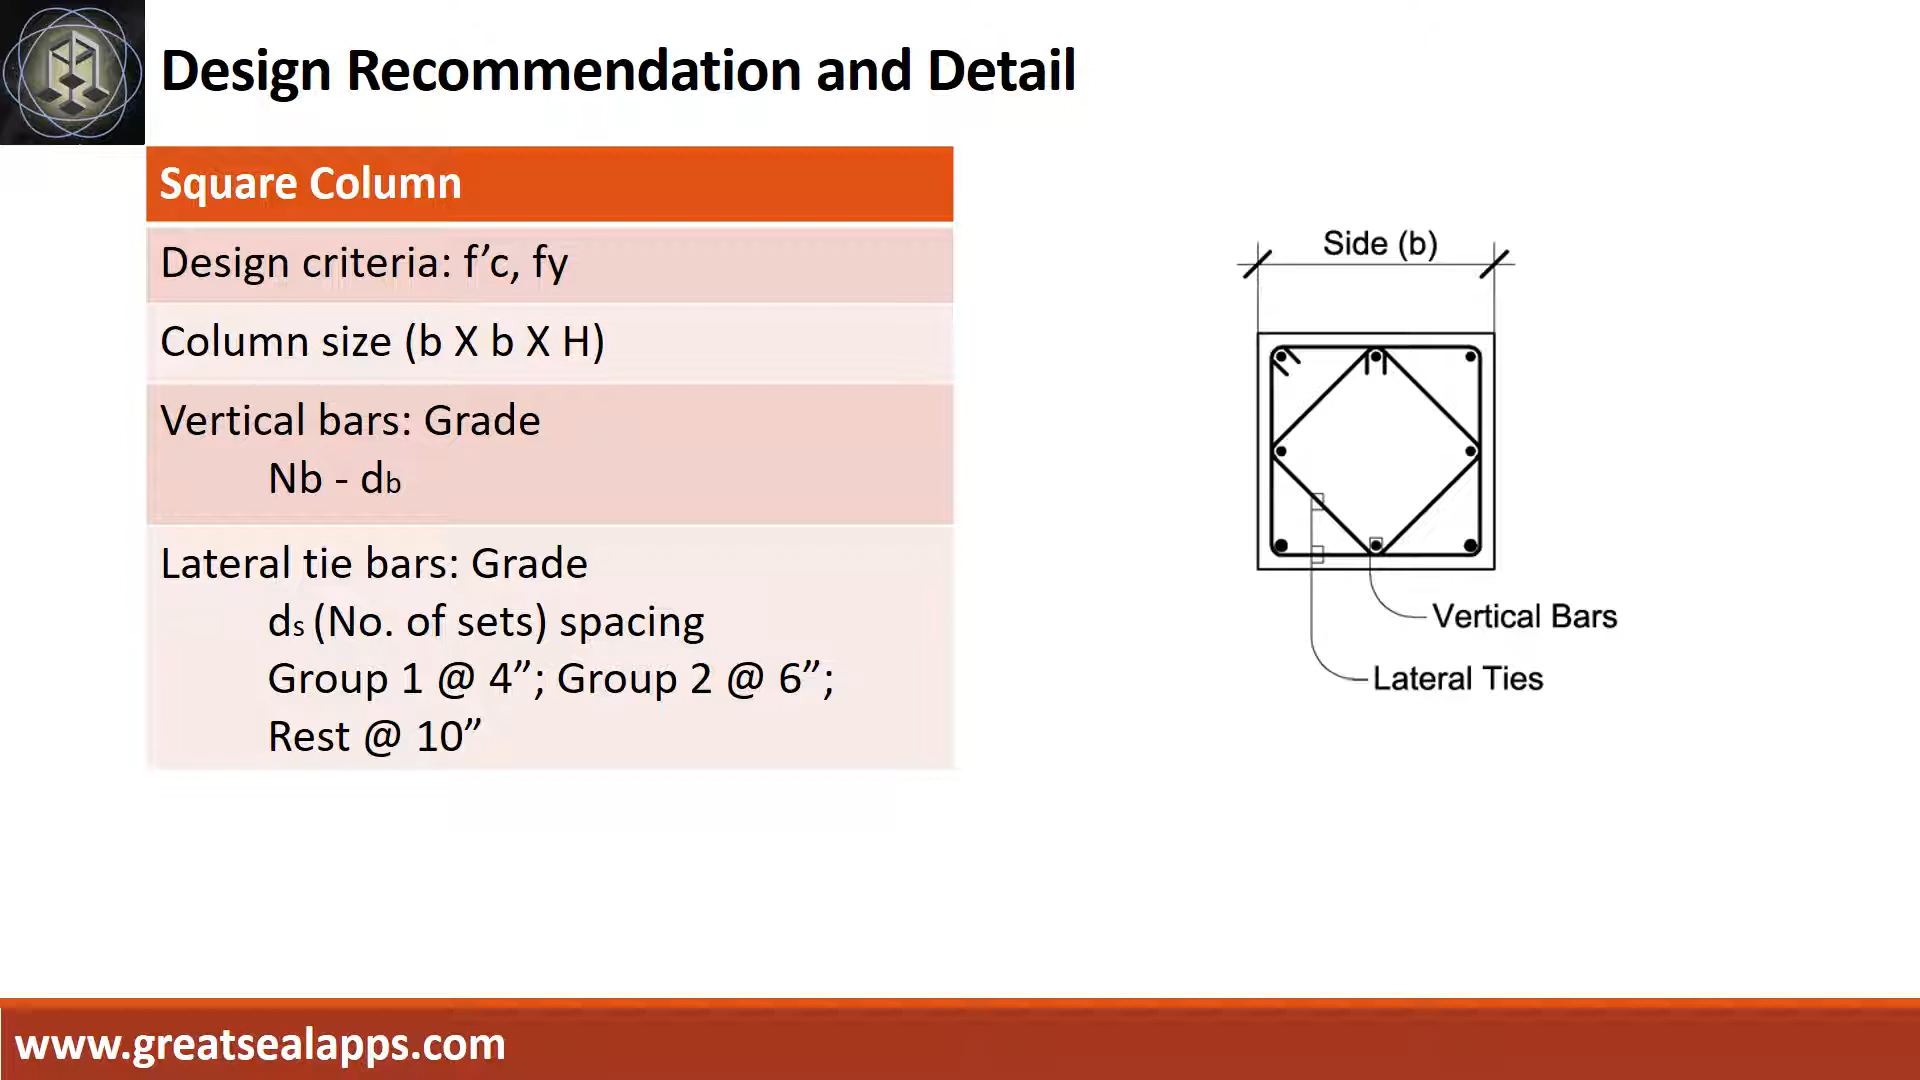 Design Recommendation and Detail
Square Column
Design criteria: f’c, fy
Column size (b X b X H)
Vertical bars: Grade
Nb - db
Lateral tie bars: Grade
ds (No. of sets) spacing
Group 1 @ 4”; Group 2 @ 6”;
Rest @ 10”
Side (b)
Vertical Bars
Lateral Ties
www.greatsealapps.com